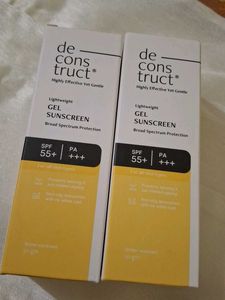 de
cons
truct®
Highly Effective Yet Gentle
Lightweight
GEL
SUNSCREEN
Broad Spectrum Protection
SPF
55+
PA
+++
de
cons
truct®
Highly Effective Yet Gentle
Lightweight
GEL
SUNSCREEN
Broad Spectrum Protection
SPF
55+
PA
+++